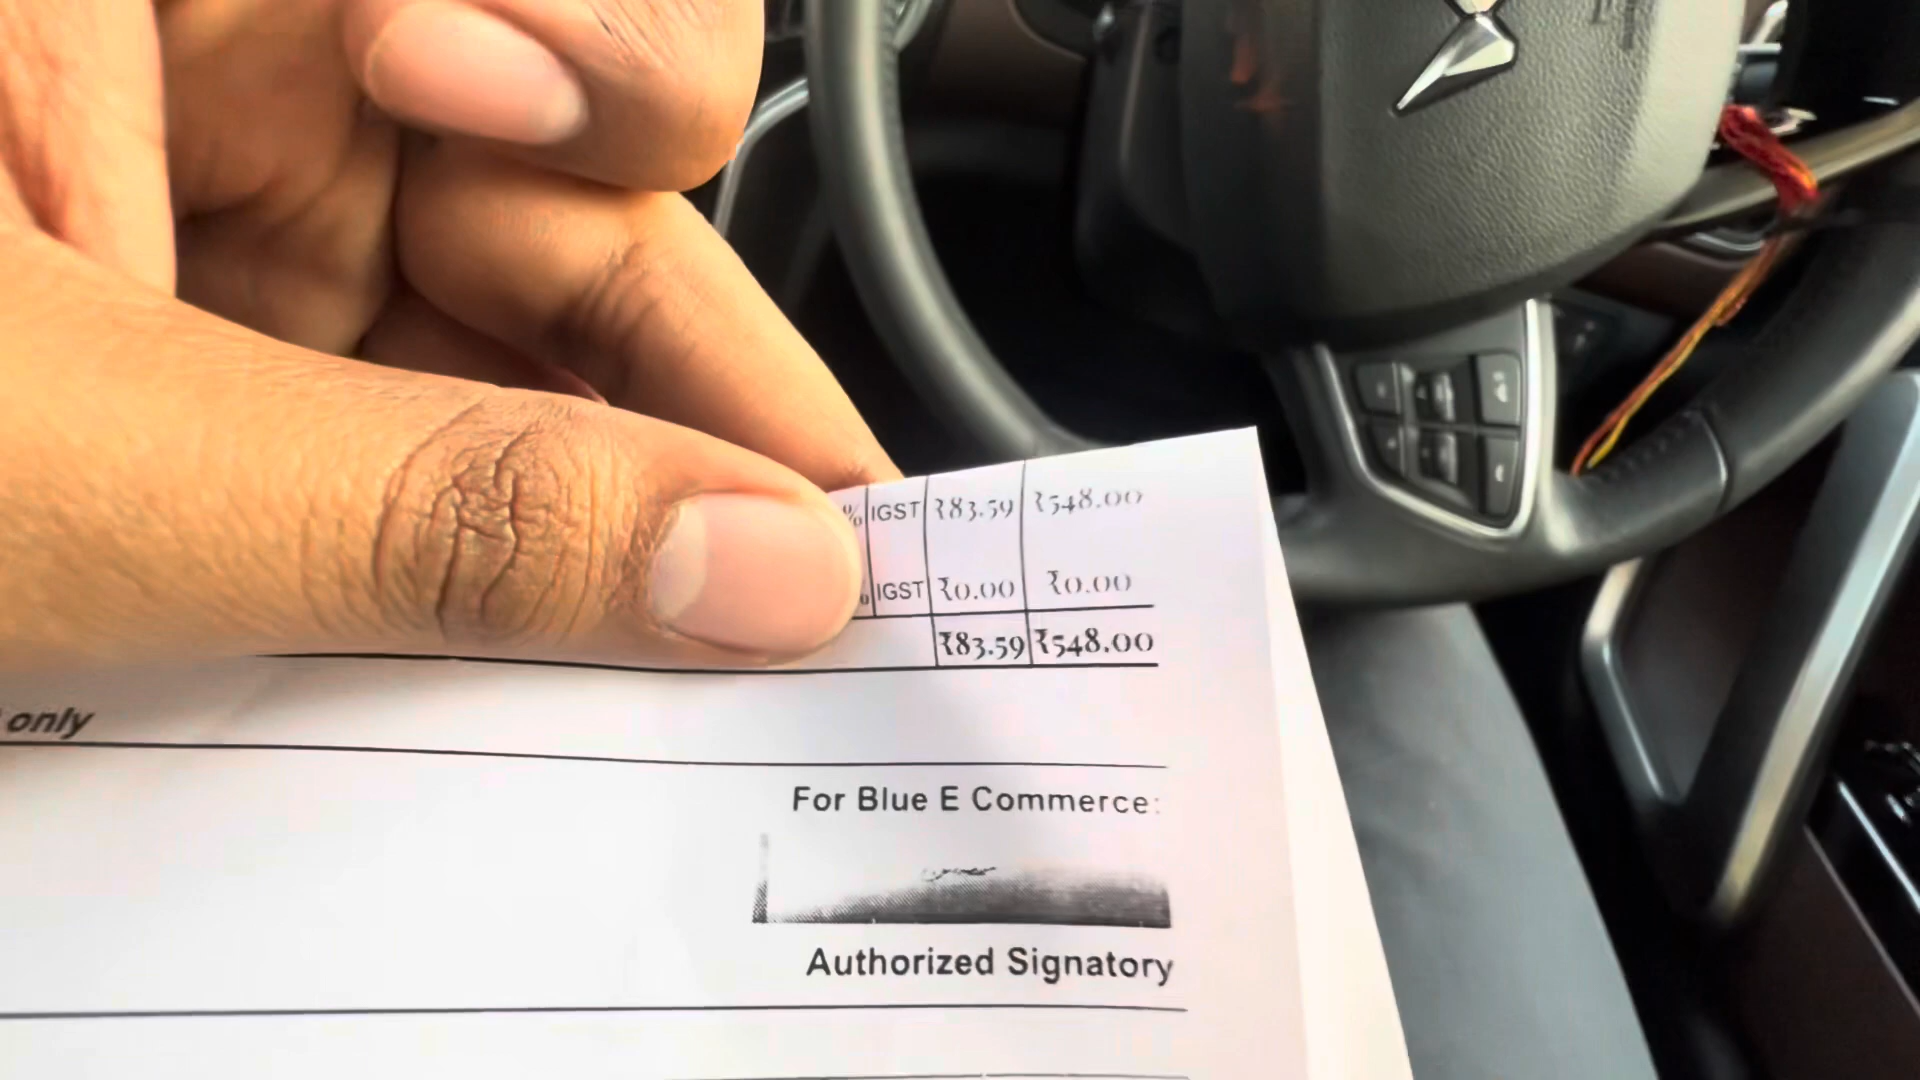 % IGST ₹83.59 ₹548.00
% IGST ₹0.00 ₹0.00
₹83.59 ₹548.00
only
For Blue E Commerce:
Authorized Signatory